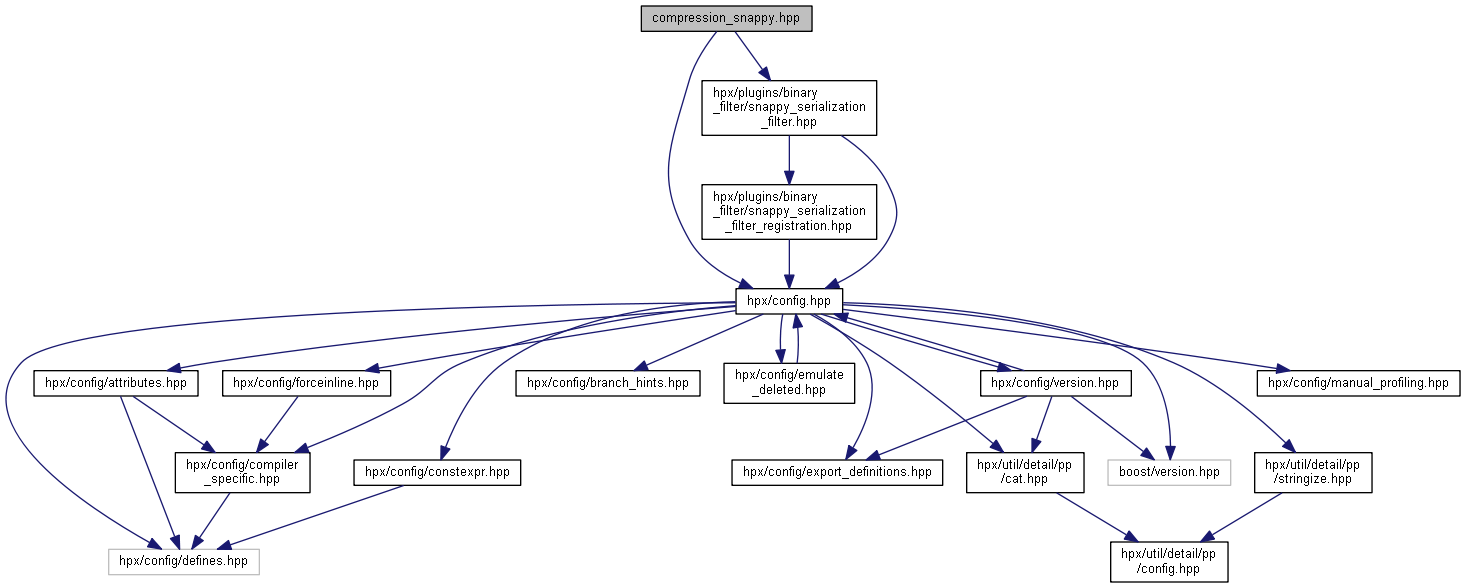 compression_snappy.hpp
hpx/plugins/binary
_filter/snappy_serialization
_filter.hpp
hpx/plugins/binary
_filter/snappy_serialization
_filter_registration.hpp
hpx/config.hpp
hpx/config/attributes.hpp
hpx/config/forceinline.hpp
hpx/config/branch_hints.hpp
hpx/config/emulate
_deleted.hpp
hpx/config/version.hpp
hpx/config/manual_profiling.hpp
hpx/config/compiler
_specific.hpp
hpx/config/constexpr.hpp
hpx/config/export_definitions.hpp
hpx/util/detail/pp
/cat.hpp
boost/version.hpp
hpx/util/detail/pp
/stringize.hpp
hpx/config/defines.hpp
hpx/util/detail/pp
/config.hpp